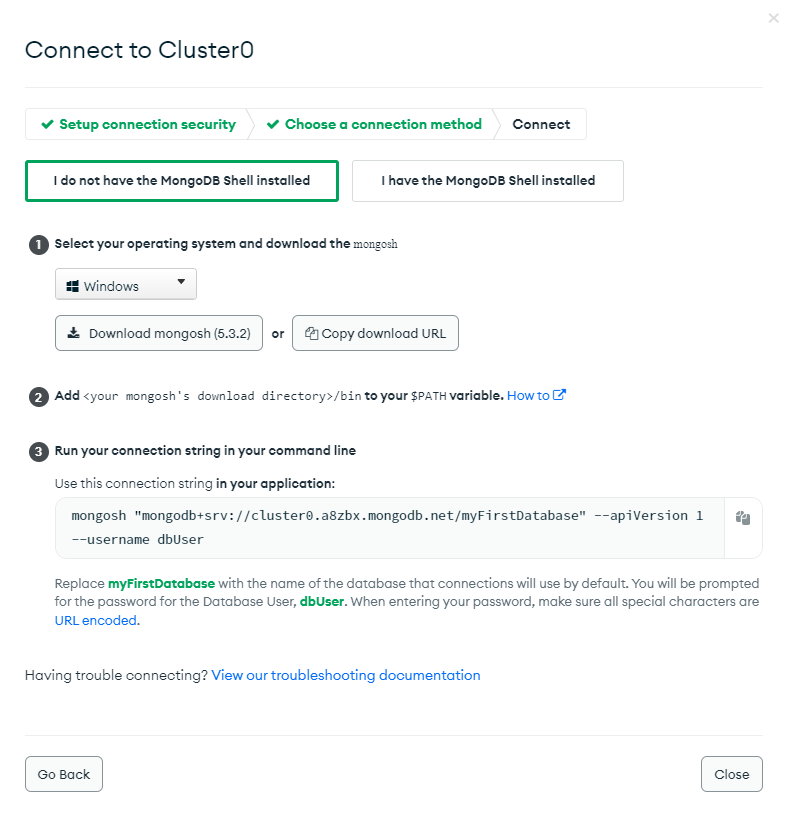 ×
Connect to Cluster0
Setup connection security
Choose a connection method
Connect
I do not have the MongoDB Shell installed
I have the MongoDB Shell installed
1 Select your operating system and download the mongosh
Windows
Download mongosh (5.3.2) or Copy download URL
2 Add <your mongosh's download directory>/bin to your $PATH variable. How to
3 Run your connection string in your command line
Use this connection string in your application:
mongosh "mongodb+srv://cluster0.a8zbx.mongodb.net/myFirstDatabase" --apiVersion 1
--username dbUser
Replace myFirstDatabase with the name of the database that connections will use by default. You will be prompted
for the password for the Database User, dbUser. When entering your password, make sure all special characters are
URL encoded.
Having trouble connecting? View our troubleshooting documentation
Go Back
Close